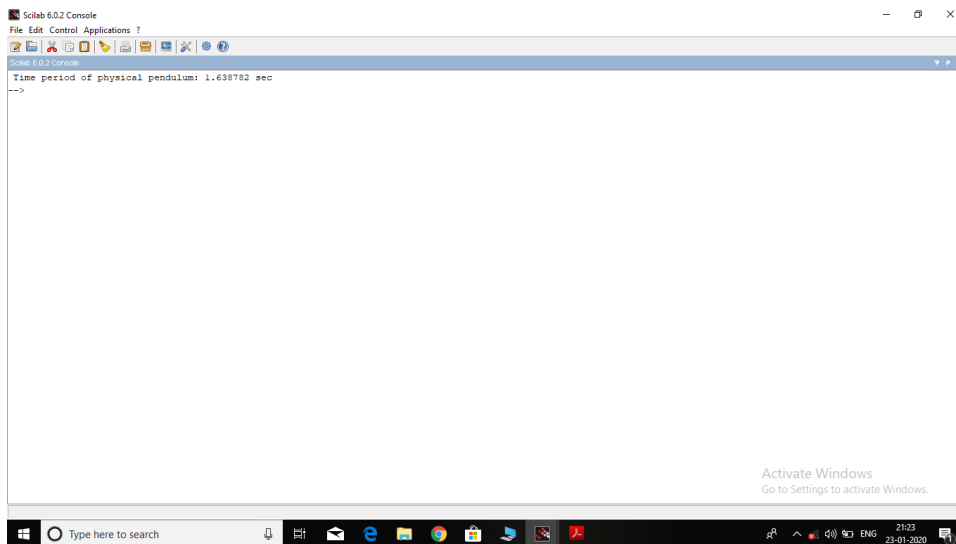 Scilab 6.0.2 Console
File Edit Control Applications ?
Scilab 6.0.2 Console
Time period of physical pendulum: 1.638782 sec
-->
Activate Windows
Go to Settings to activate Windows.
Type here to search
ENG
21:23
23-01-2020
1